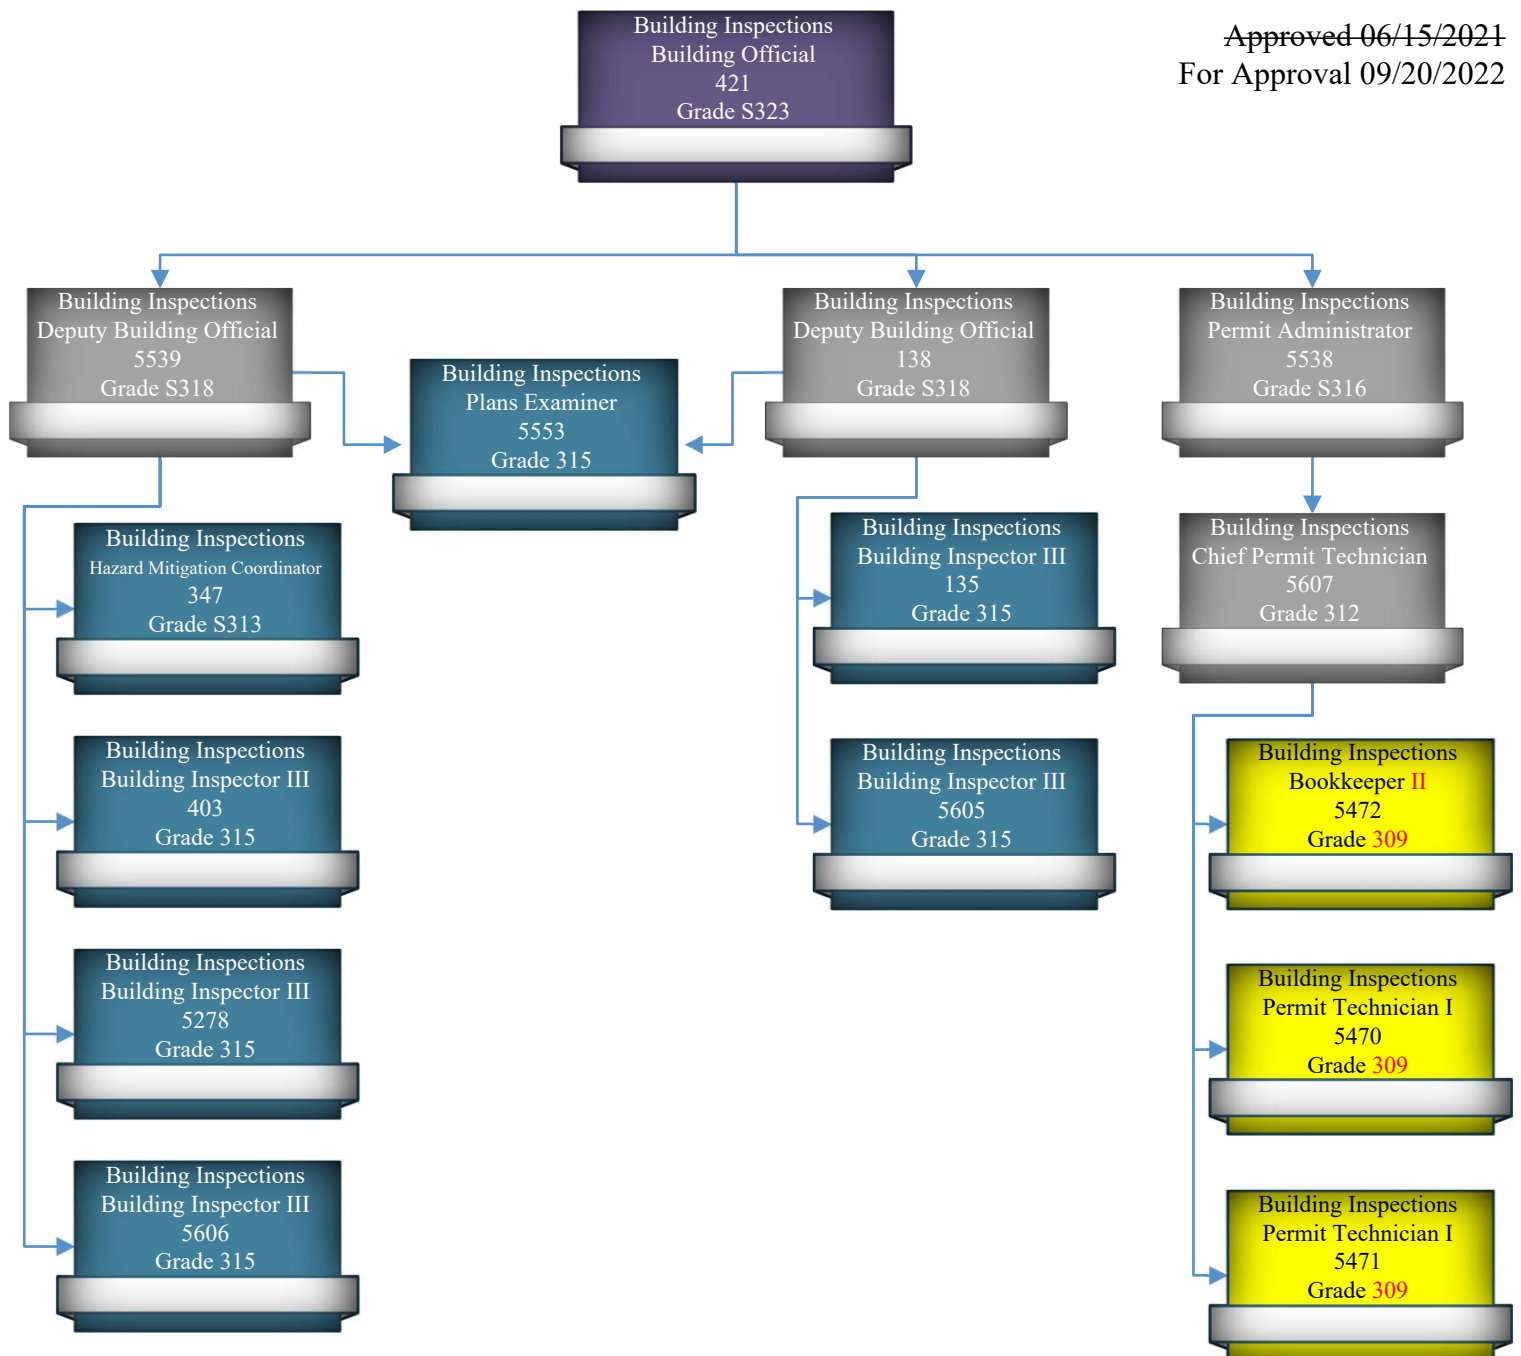 Approved 06/15/2021
For Approval 09/20/2022
Building Inspections
Building Official
421
Grade S323
Building Inspections
Deputy Building Official
5539
Grade S318
Building Inspections
Plans Examiner
5553
Grade 315
Building Inspections
Deputy Building Official
138
Grade S318
Building Inspections
Permit Administrator
5538
Grade S316
Building Inspections
Hazard Mitigation Coordinator
347
Grade S313
Building Inspections
Building Inspector III
403
Grade 315
Building Inspections
Building Inspector III
5278
Grade 315
Building Inspections
Building Inspector III
5606
Grade 315
Building Inspections
Building Inspector III
135
Grade 315
Building Inspections
Building Inspector III
5605
Grade 315
Building Inspections
Chief Permit Technician
5607
Grade 312
Building Inspections
Bookkeeper II
5472
Grade 309
Building Inspections
Permit Technician I
5470
Grade 309
Building Inspections
Permit Technician I
5471
Grade 309